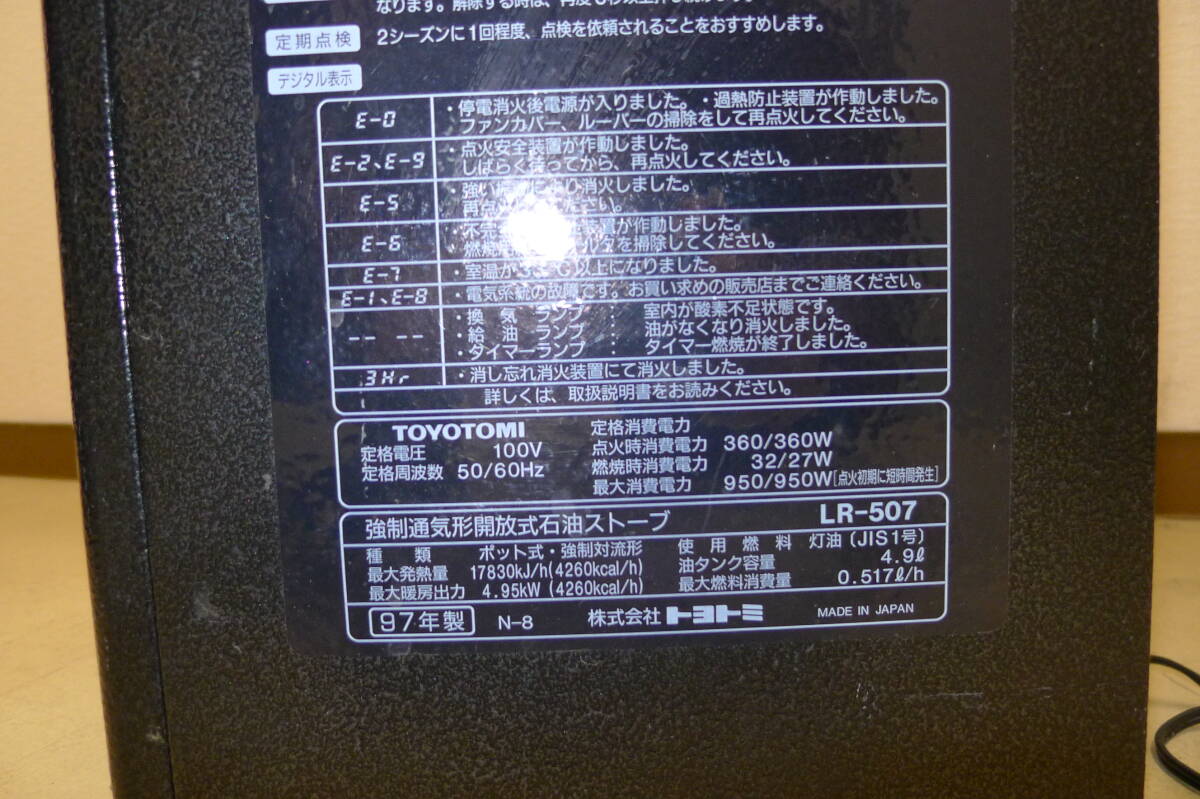 なります。解除する時は、再度
定期点検 2シーズンに1回程度、点検を依頼されることをおすすめします。
デジタル表示
E-0 ・停電消火後電源が入りました。・過熱防止装置が作動しました。
ファンカバー、ルーバーの掃除をして再点火してください。
E-2、E-9 ・点火安全装置が作動しました。
しばらく待ってから、再点火してください。
E-5 ・強い により消火しました。
再点 ださい。
E-6 ・不完 装置が作動しました。
燃焼 ルタを掃除してください。
E-7 ・室温が 以上になりました。
E-1、E-8 ・電気系統の故障です。お買い求めの販売店までご連絡ください。
-- -- ・換気ランプ : 室内が酸素不足状態です。
・給油ランプ : 油がなくなり消火しました。
・タイマーランプ : タイマー燃焼が終了しました。
3Hr ・消し忘れ消火装置にて消火しました。
詳しくは、取扱説明書をお読みください。
TOYOTOMI
定格電圧 100V
定格周波数 50/60Hz
定格消費電力
点火時消費電力 360/360W
燃焼時消費電力 32/27W
最大消費電力 950/950W[点火初期に短時間発生]
強制通気形開放式石油ストーブ LR-507
種類 ポット式・強制対流形
最大発熱量 17830kJ/h(4260kcal/h)
最大暖房出力 4.95kW(4260kcal/h)
使用燃料 灯油(JIS1号)
油タンク容量 4.9ℓ
最大燃料消費量 0.517ℓ/h
97年製 N-8 株式会社トヨトミ MADE IN JAPAN